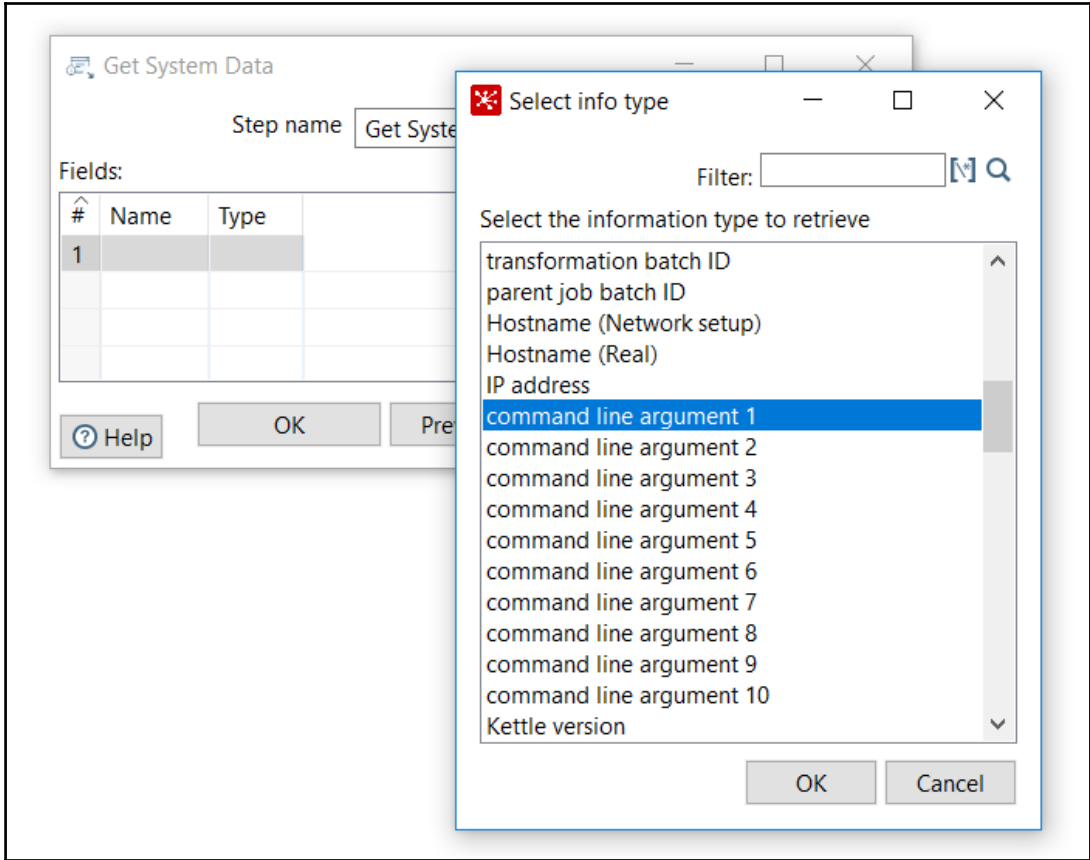 Get System Data
Step name Get Syste
Fields:
# Name Type
1
Help OK Pre
Select info type
Filter:
Select the information type to retrieve
transformation batch ID
parent job batch ID
Hostname (Network setup)
Hostname (Real)
IP address
command line argument 1
command line argument 2
command line argument 3
command line argument 4
command line argument 5
command line argument 6
command line argument 7
command line argument 8
command line argument 9
command line argument 10
Kettle version
OK Cancel